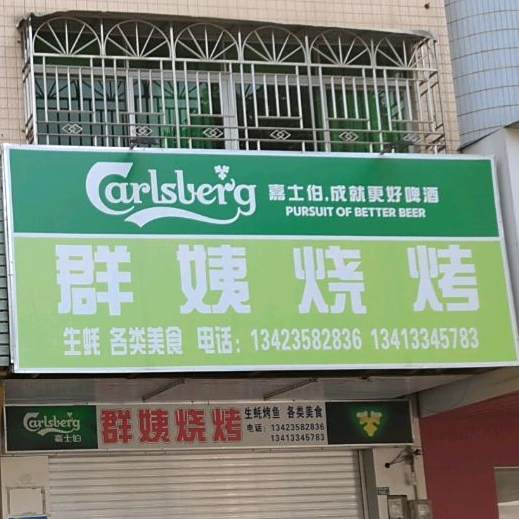 Carlsberg 嘉士伯,成就更好啤酒
PURSUIT OF BETTER BEER
群姨烧烤
生蚝 各类美食 电话：13423582836 13413345783
Carlsberg
嘉士伯
群姨烧烤
生蚝烤鱼 各类美食
电话：13423582836
13413345783